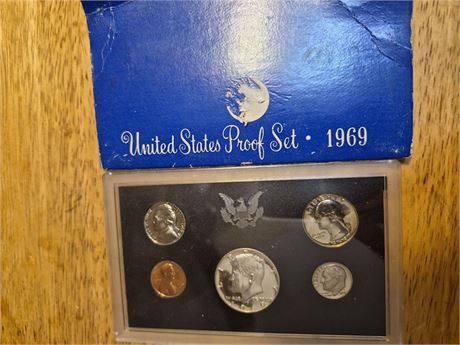 United States Proof Set · 1969